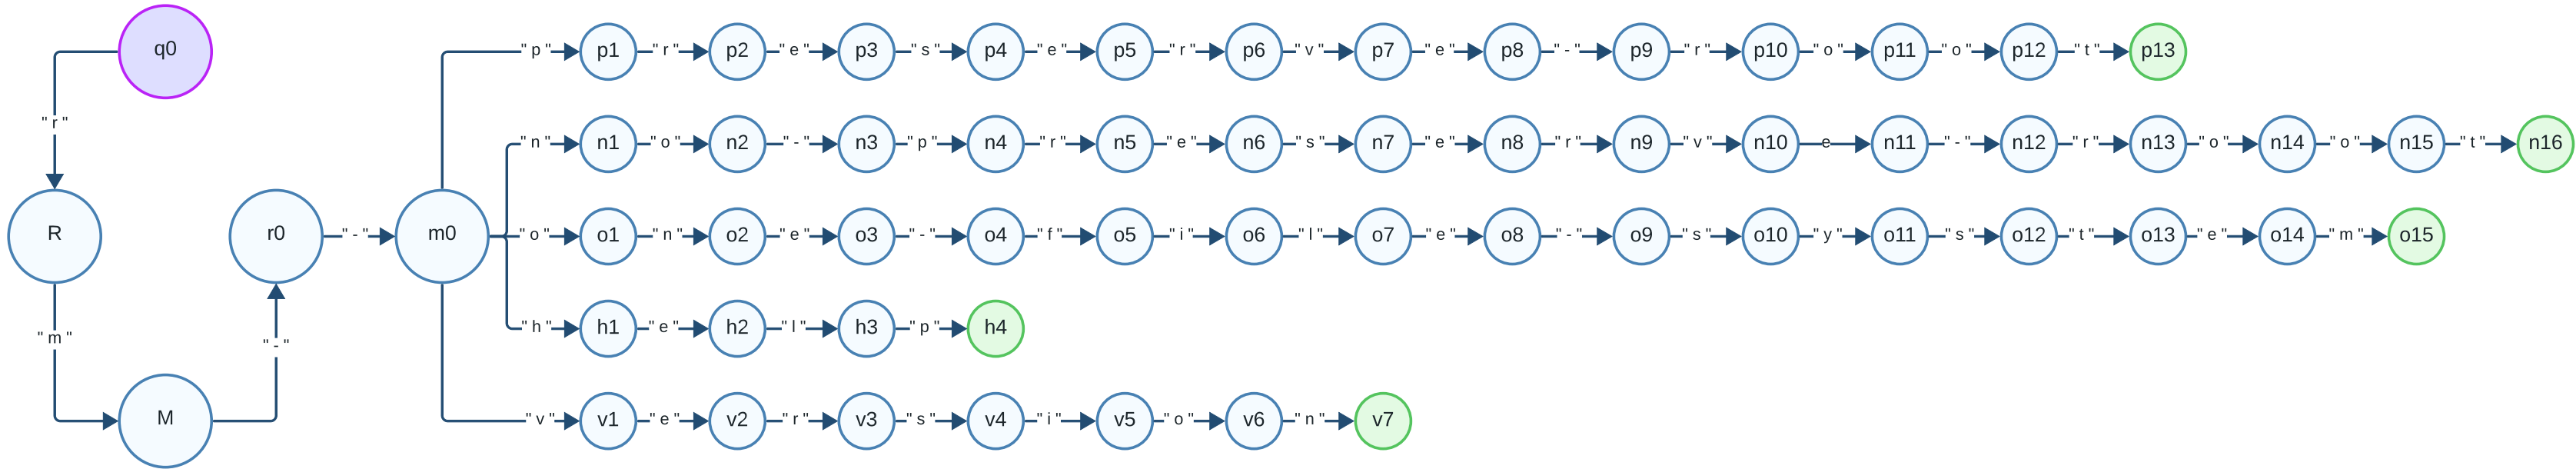 q0
" p " p1 " r " p2 " e " p3 " s " p4 " e " p5 " r " p6 " v " p7 " e " p8 " - " p9 " r " p10 " o " p11 " o " p12 " t " p13
" r "
" n " n1 " o " n2 " - " n3 " p " n4 " r " n5 " e " n6 " s " n7 " e " n8 " r " n9 " v " n10 e n11 " - " n12 " r " n13 " o " n14 " o " n15 " t " n16
R r0 " - " m0 " o " o1 " n " o2 " e " o3 " - " o4 " f " o5 " i " o6 " l " o7 " e " o8 " - " o9 " s " o10 " y " o11 " s " o12 " t " o13 " e " o14 " m " o15
" m " " - " " h " h1 " e " h2 " l " h3 " p " h4
M " v " v1 " e " v2 " r " v3 " s " v4 " i " v5 " o " v6 " n " v7